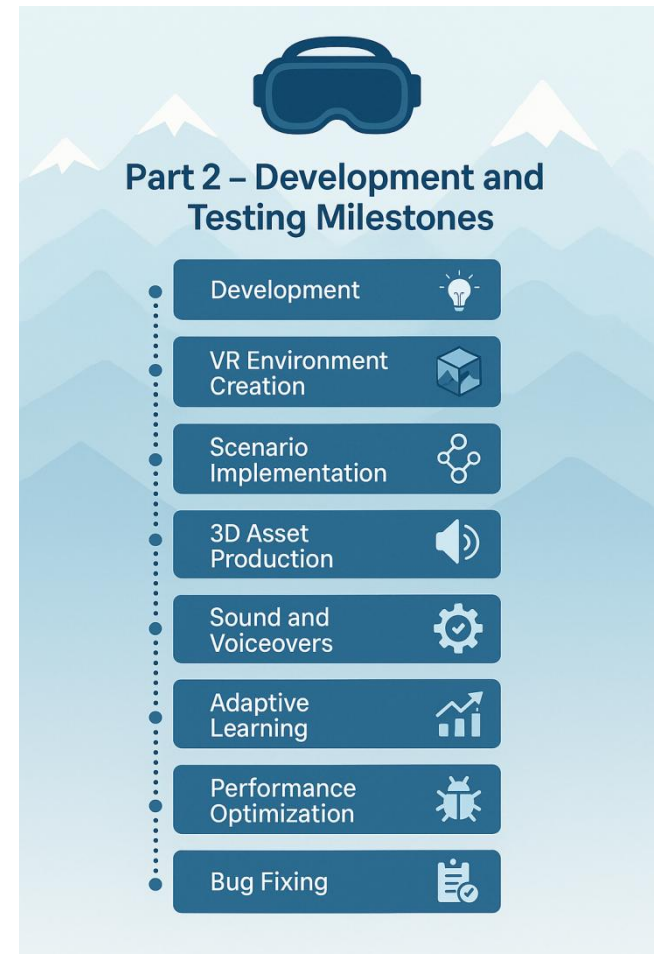 Part 2 – Development and
Testing Milestones
Development
VR Environment
Creation
Scenario
Implementation
3D Asset
Production
Sound and
Voiceovers
Adaptive
Learning
Performance
Optimization
Bug Fixing